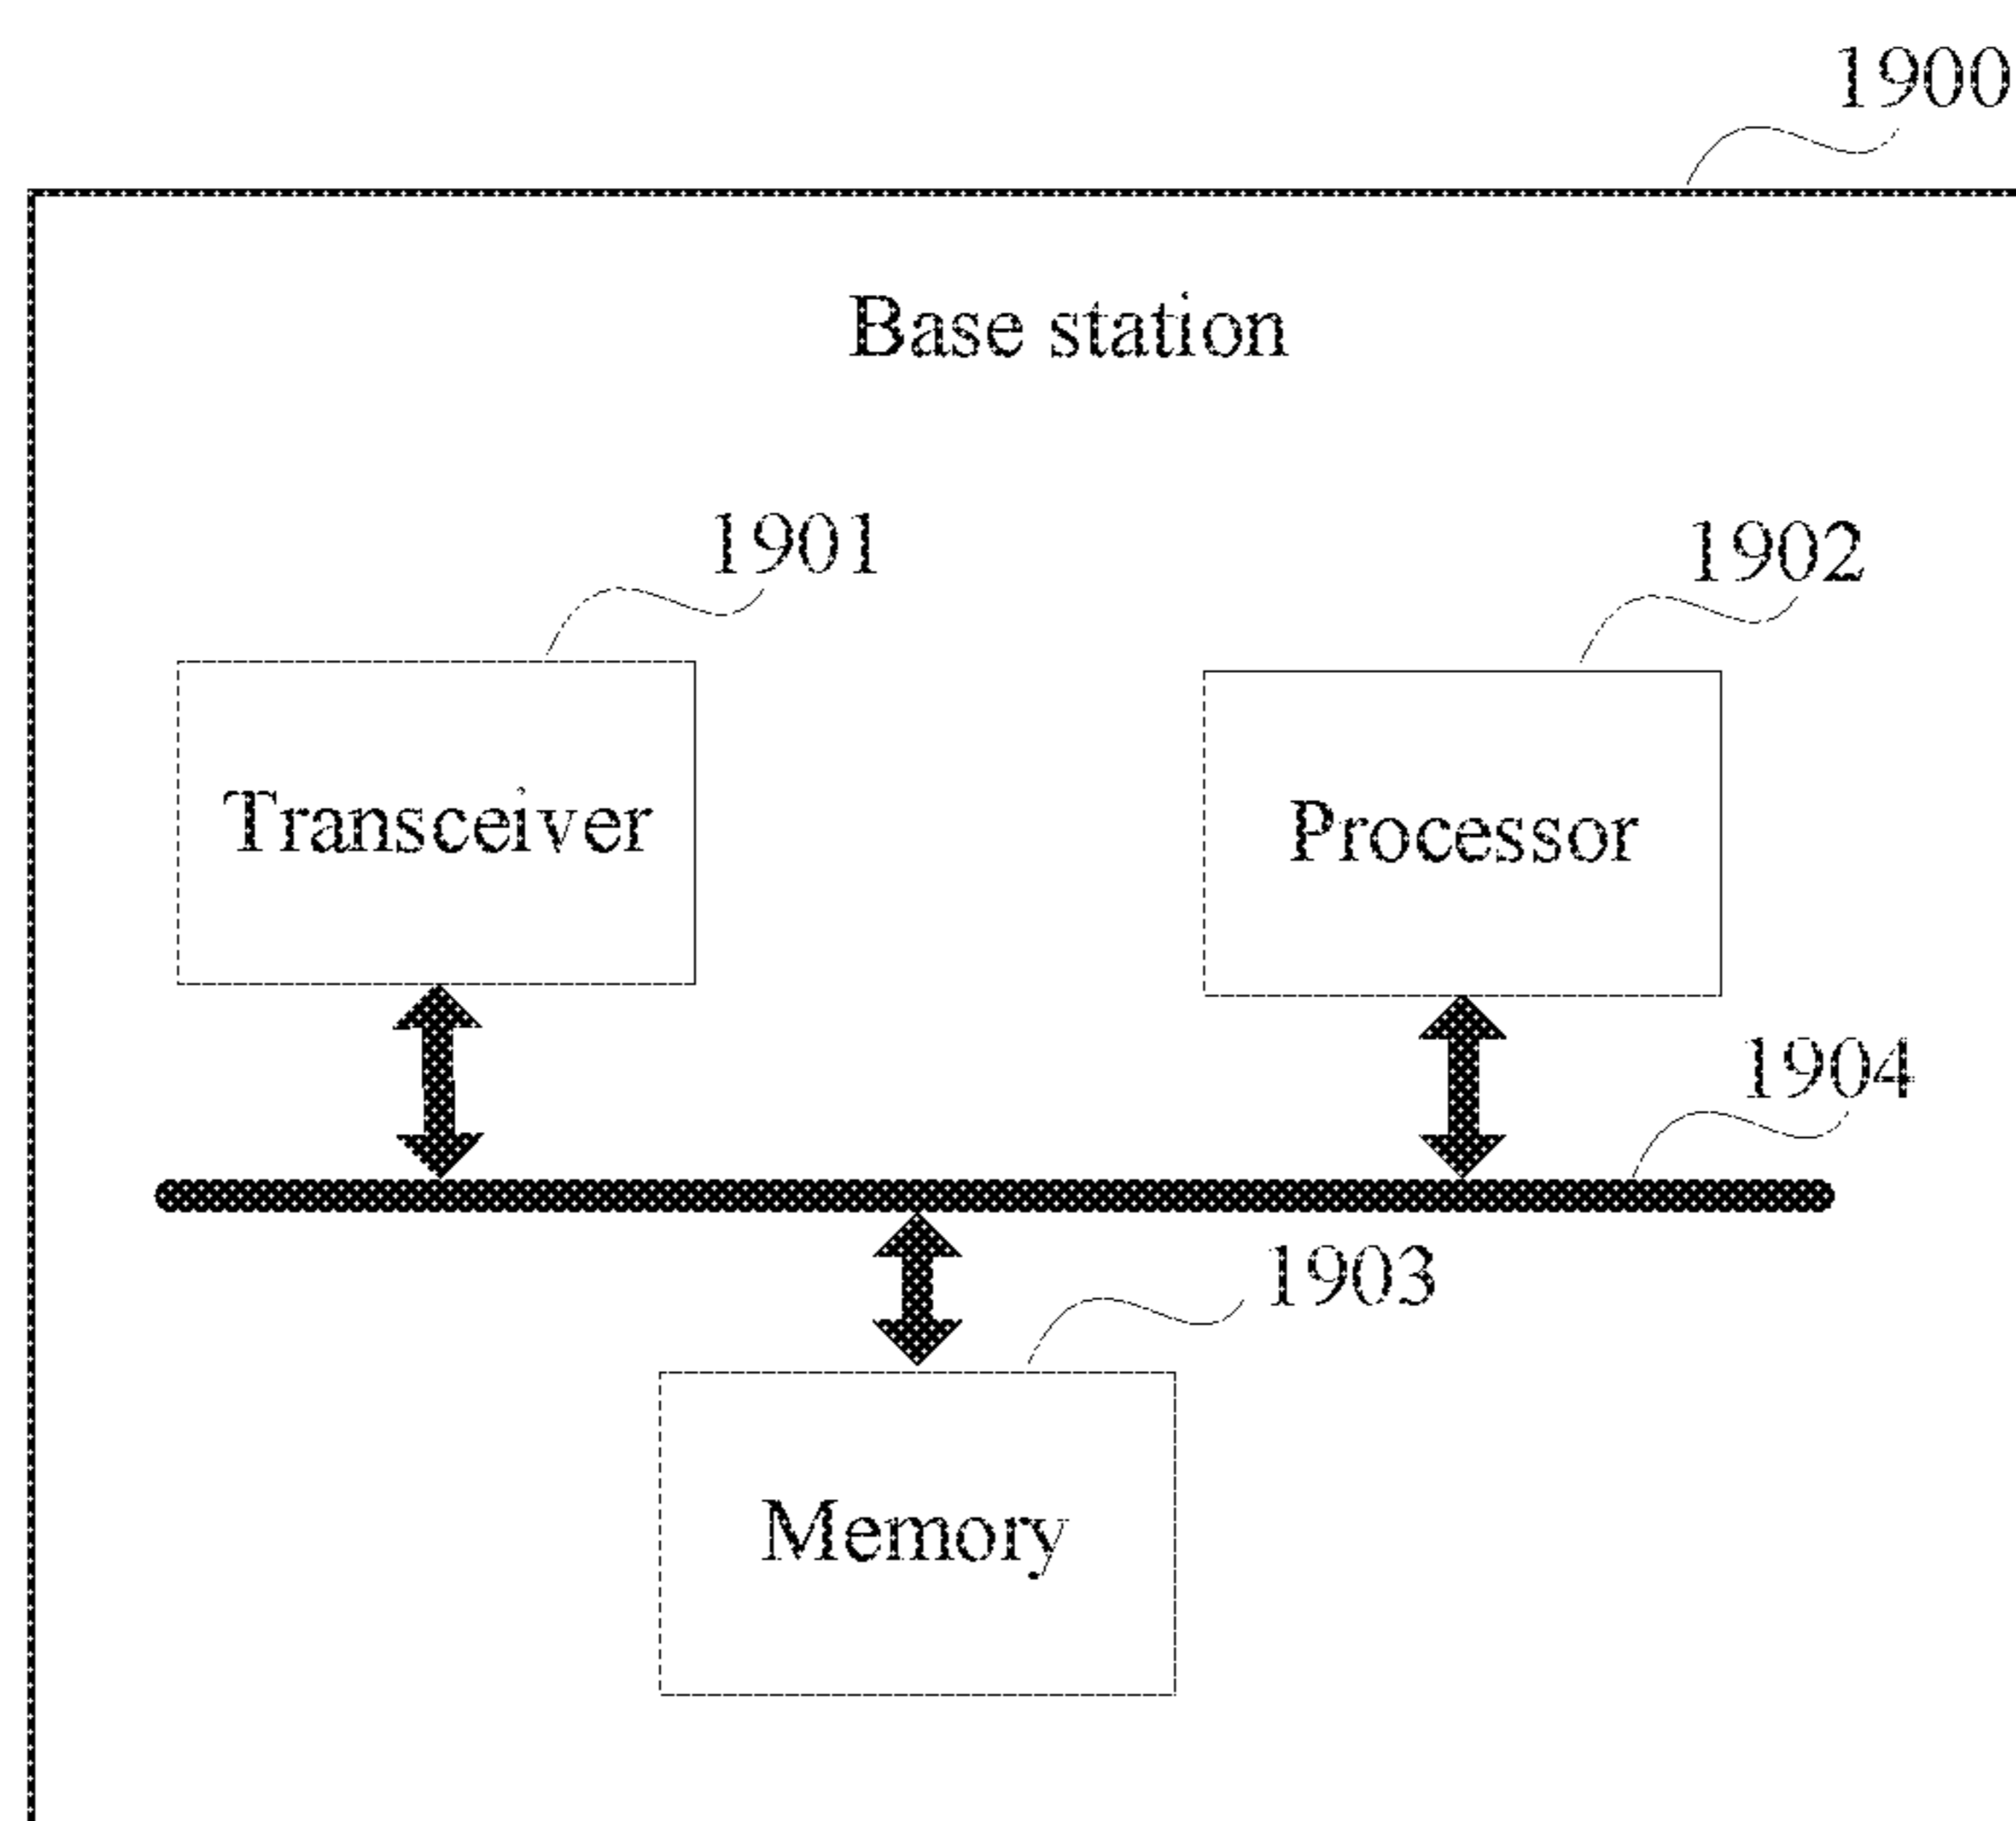 1900
Base station
1901
1902
Transceiver
Processor
1904
1903
Memory